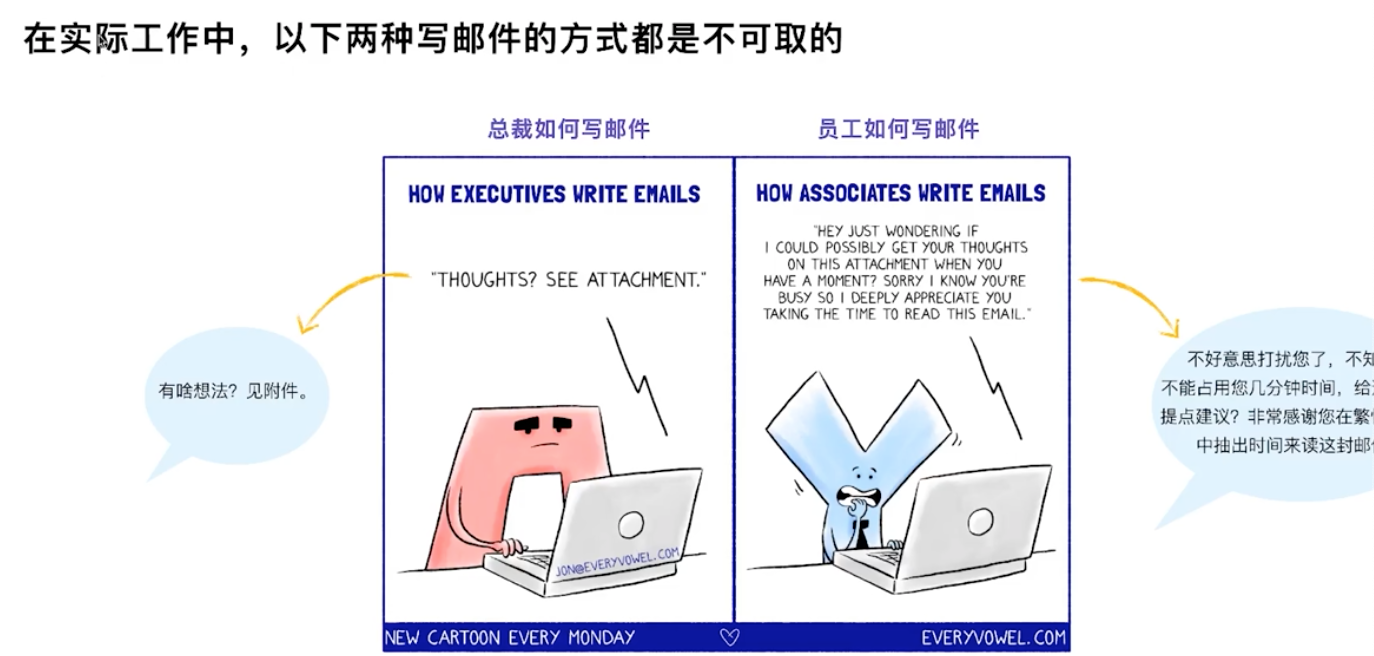 在实际工作中，以下两种写邮件的方式都是不可取的
总裁如何写邮件
员工如何写邮件
HOW EXECUTIVES WRITE EMAILS
"THOUGHTS? SEE ATTACHMENT."
有啥想法？见附件。
JON@EVERYVOWEL.COM
HOW ASSOCIATES WRITE EMAILS
"HEY JUST WONDERING IF
I COULD POSSIBLY GET YOUR THOUGHTS
ON THIS ATTACHMENT WHEN YOU
HAVE A MOMENT? SORRY I KNOW YOU'RE
BUSY SO I DEEPLY APPRECIATE YOU
TAKING THE TIME TO READ THIS EMAIL."
不好意思打扰您了，不知
不能占用您几分钟时间，给
提点建议？非常感谢您在繁
中抽出时间来读这封邮
NEW CARTOON EVERY MONDAY
EVERYVOWEL.COM